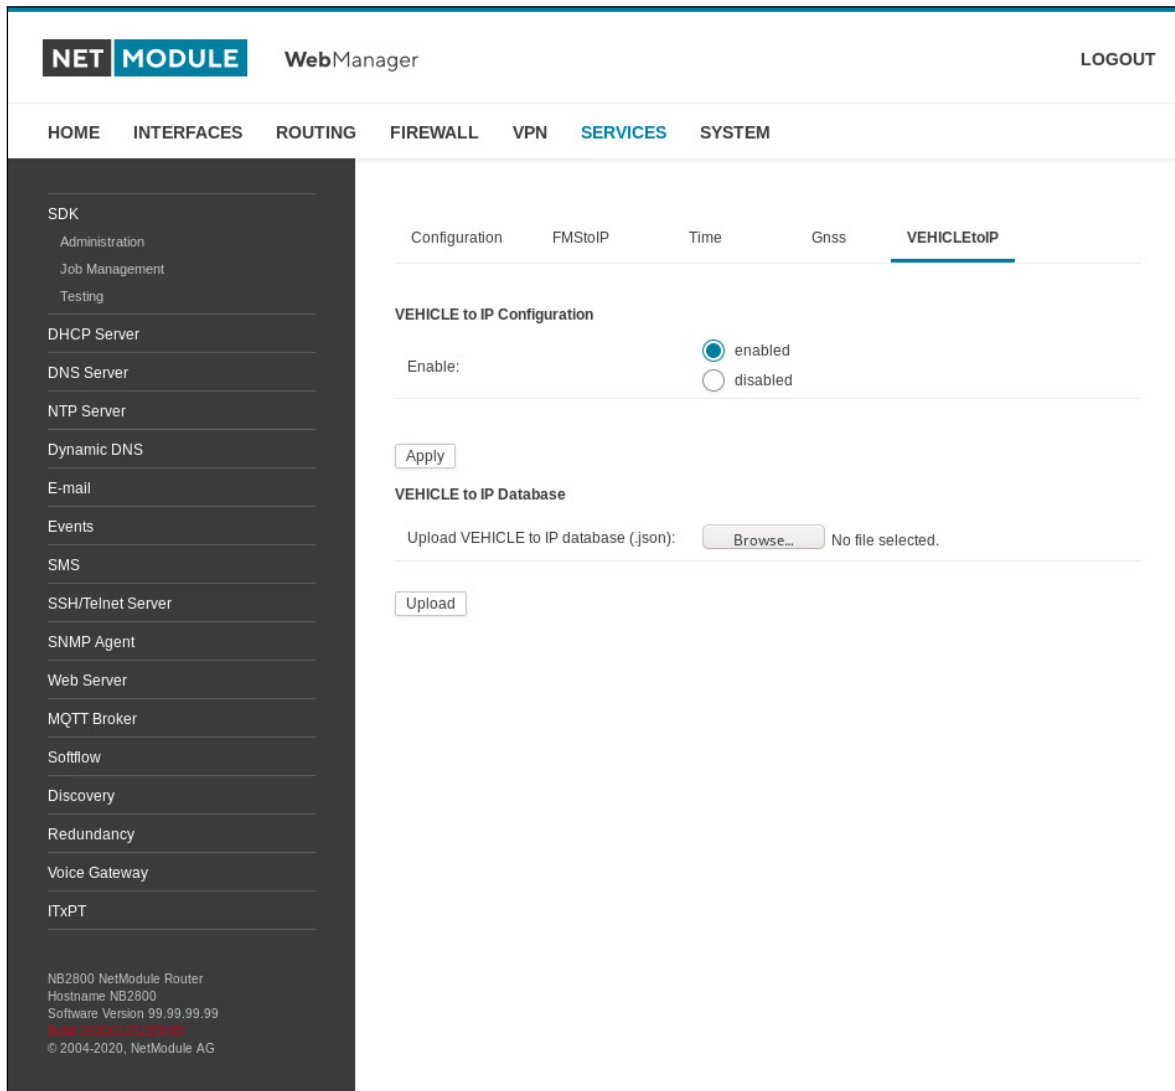 NET MODULE WebManager LOGOUT
HOME INTERFACES ROUTING FIREWALL VPN SERVICES SYSTEM
SDK
Administration
Job Management
Testing
DHCP Server
DNS Server
NTP Server
Dynamic DNS
E-mail
Events
SMS
SSH/Telnet Server
SNMP Agent
Web Server
MQTT Broker
Softflow
Discovery
Redundancy
Voice Gateway
ITxPT
NB2800 NetModule Router
Hostname NB2800
Software Version 99.99.99.99
Build
© 2004-2020, NetModule AG
Configuration FMStoIP Time Gnss VEHICLEtoIP
VEHICLE to IP Configuration
Enable:
enabled
disabled
Apply
VEHICLE to IP Database
Upload VEHICLE to IP database (.json): Browse... No file selected.
Upload